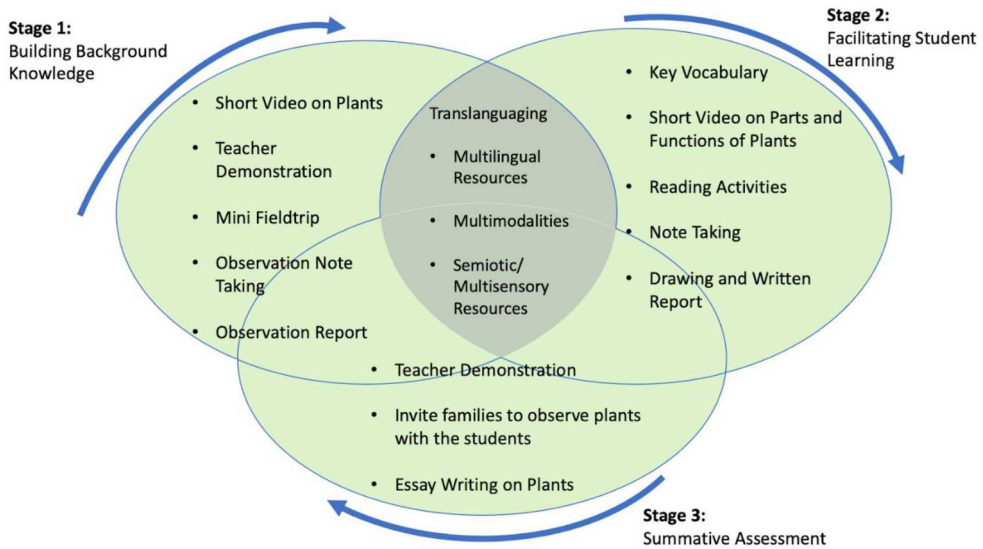 Stage 1:
Building Background
Knowledge
• Short Video on Plants
• Teacher
Demonstration
• Mini Fieldtrip
• Observation Note
Taking
• Observation Report
Translanguaging
• Multilingual
Resources
• Multimodalities
• Semiotic/
Multisensory
Resources
Stage 2:
Facilitating Student
Learning
• Key Vocabulary
• Short Video on Parts and
Functions of Plants
• Reading Activities
• Note Taking
• Drawing and Written
Report
• Teacher Demonstration
• Invite families to observe plants
with the students
• Essay Writing on Plants
Stage 3:
Summative Assessment